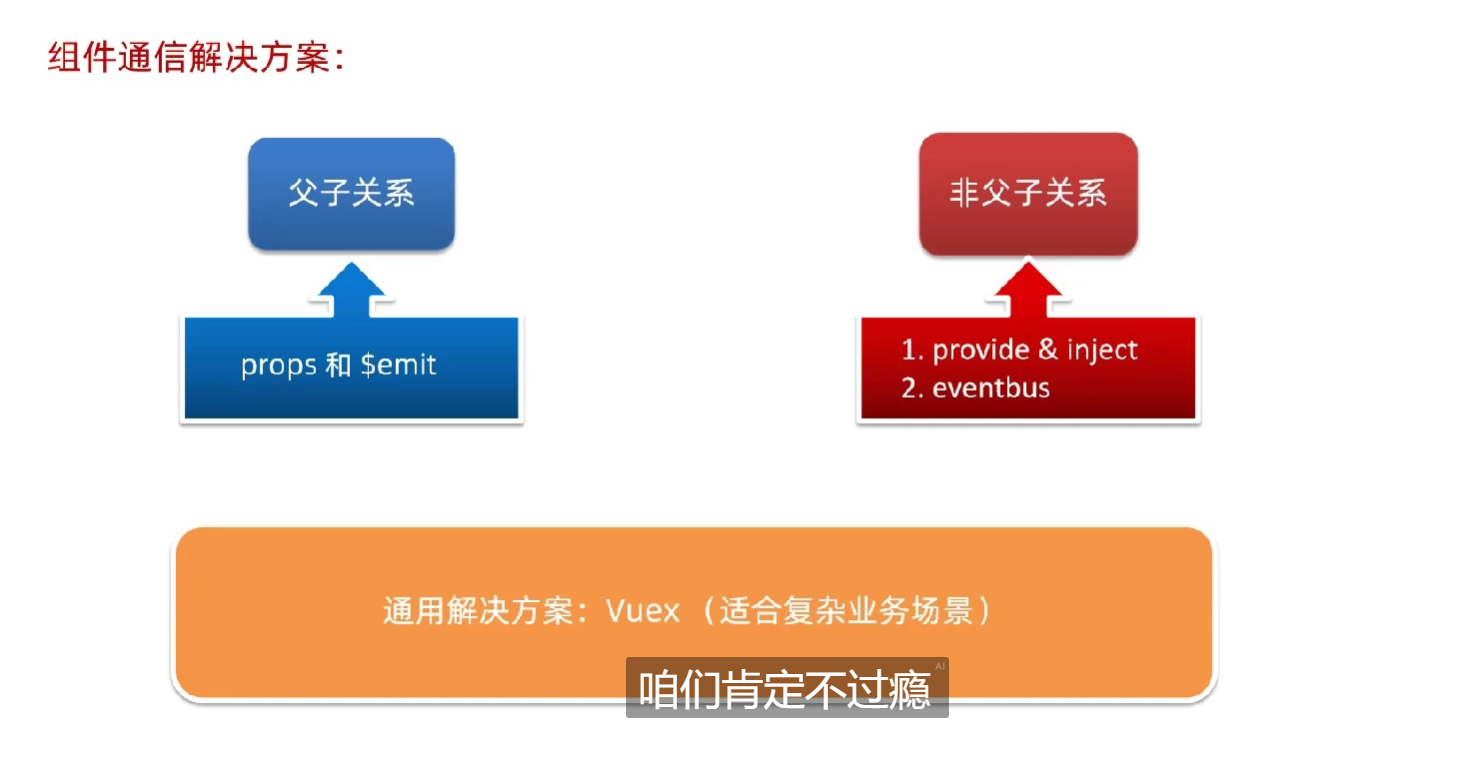 组件通信解决方案：
父子关系
非父子关系
props 和 $emit
1. provide & inject
2. eventbus
通用解决方案：Vuex（适合复杂业务场景）
AI
咱们肯定不过瘾